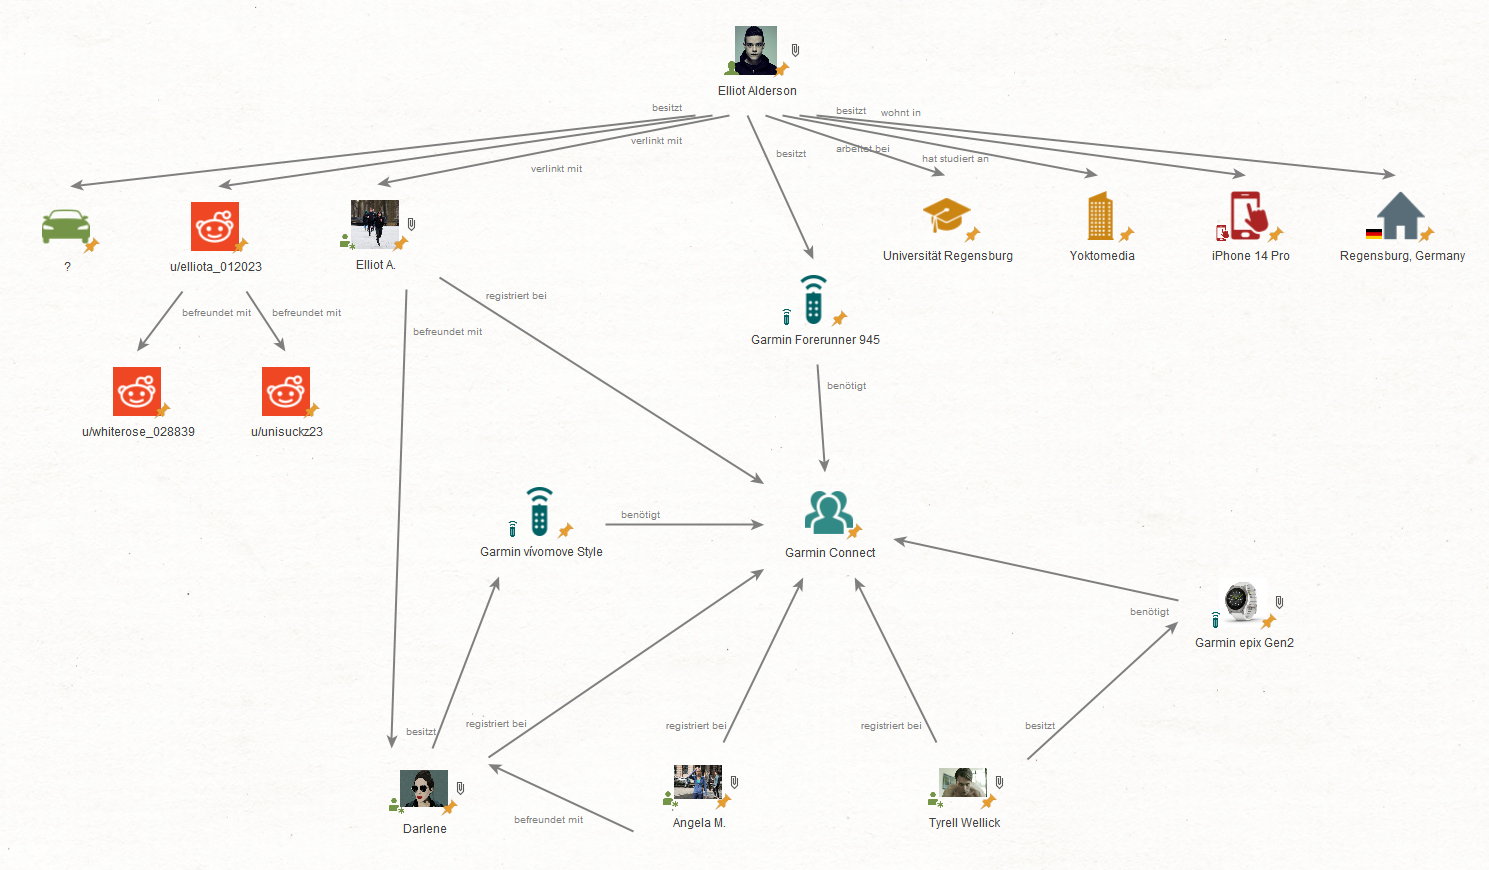 Elliot Alderson
besitzt
besitzt
wohnt in
verlinkt mit
besitzt
arbeitet bei
hat studiert an
verlinkt mit
?
u/elliota_012023
Elliot A.
Universität Regensburg
Yoktomedia
iPhone 14 Pro
Regensburg, Germany
registriert bei
befreundet mit
befreundet mit
befreundet mit
Garmin Forerunner 945
benötigt
u/whiterose_028839
u/unisuckz23
benötigt
Garmin vívomove Style
Garmin Connect
benötigt
Garmin epix Gen2
besitzt
registriert bei
registriert bei
registriert bei
besitzt
befreundet mit
Darlene
Angela M.
Tyrell Wellick